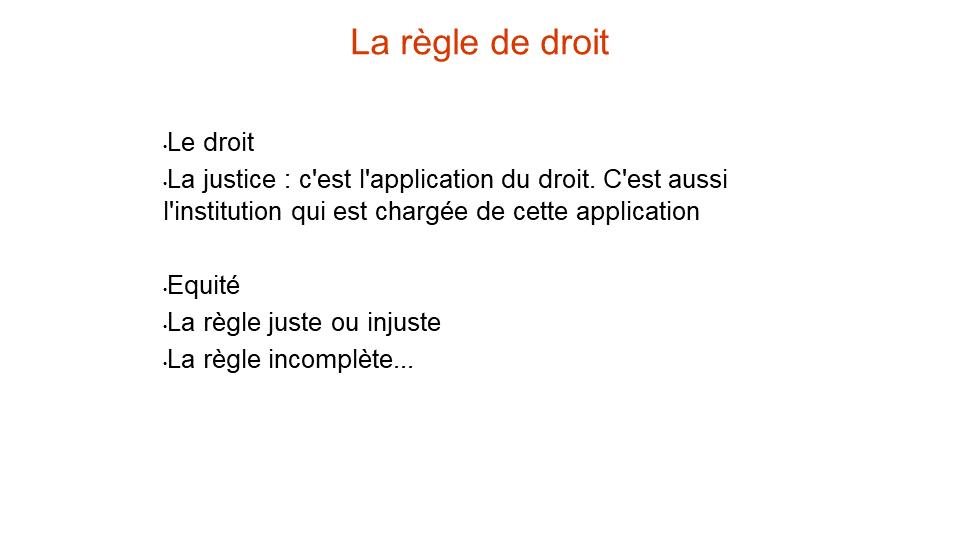 La règle de droit
•Le droit
•La justice : c'est l'application du droit. C'est aussi
l'institution qui est chargée de cette application
•Equité
•La règle juste ou injuste
•La règle incomplète...